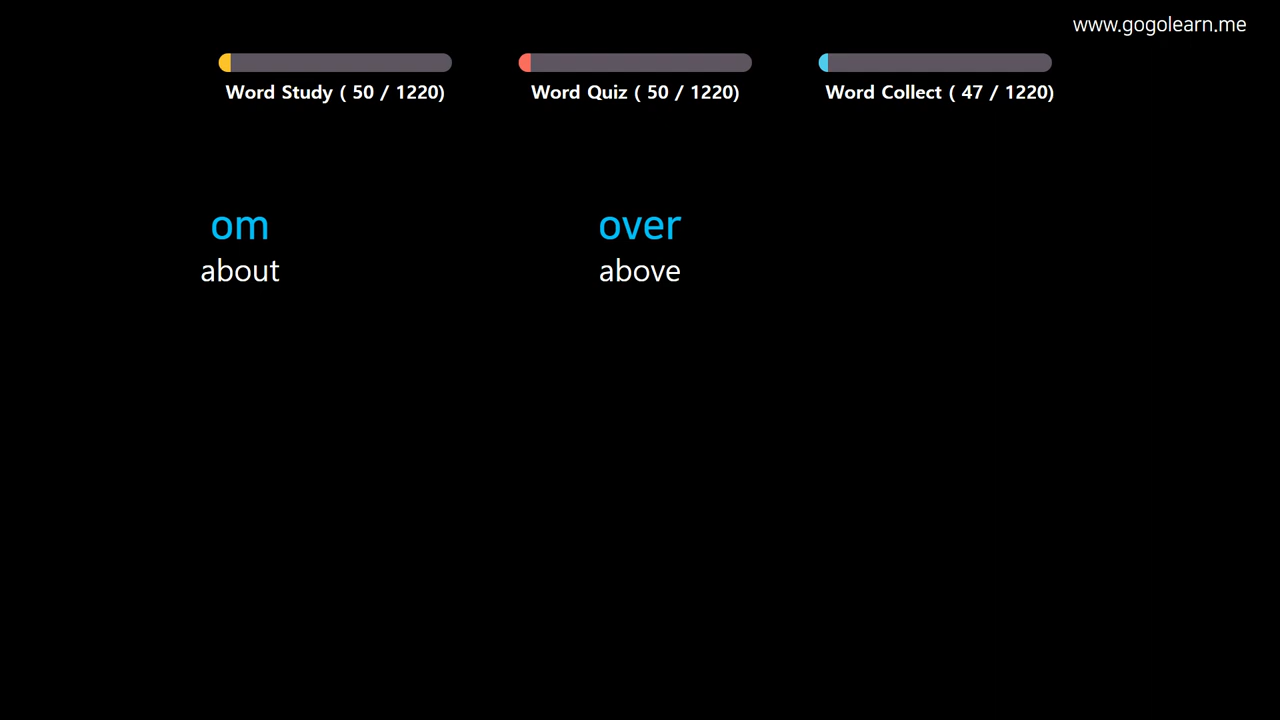 www.gogolearn.me
Word Study ( 50 / 1220)
Word Quiz ( 50 / 1220)
Word Collect ( 47 / 1220)
om
about
over
above